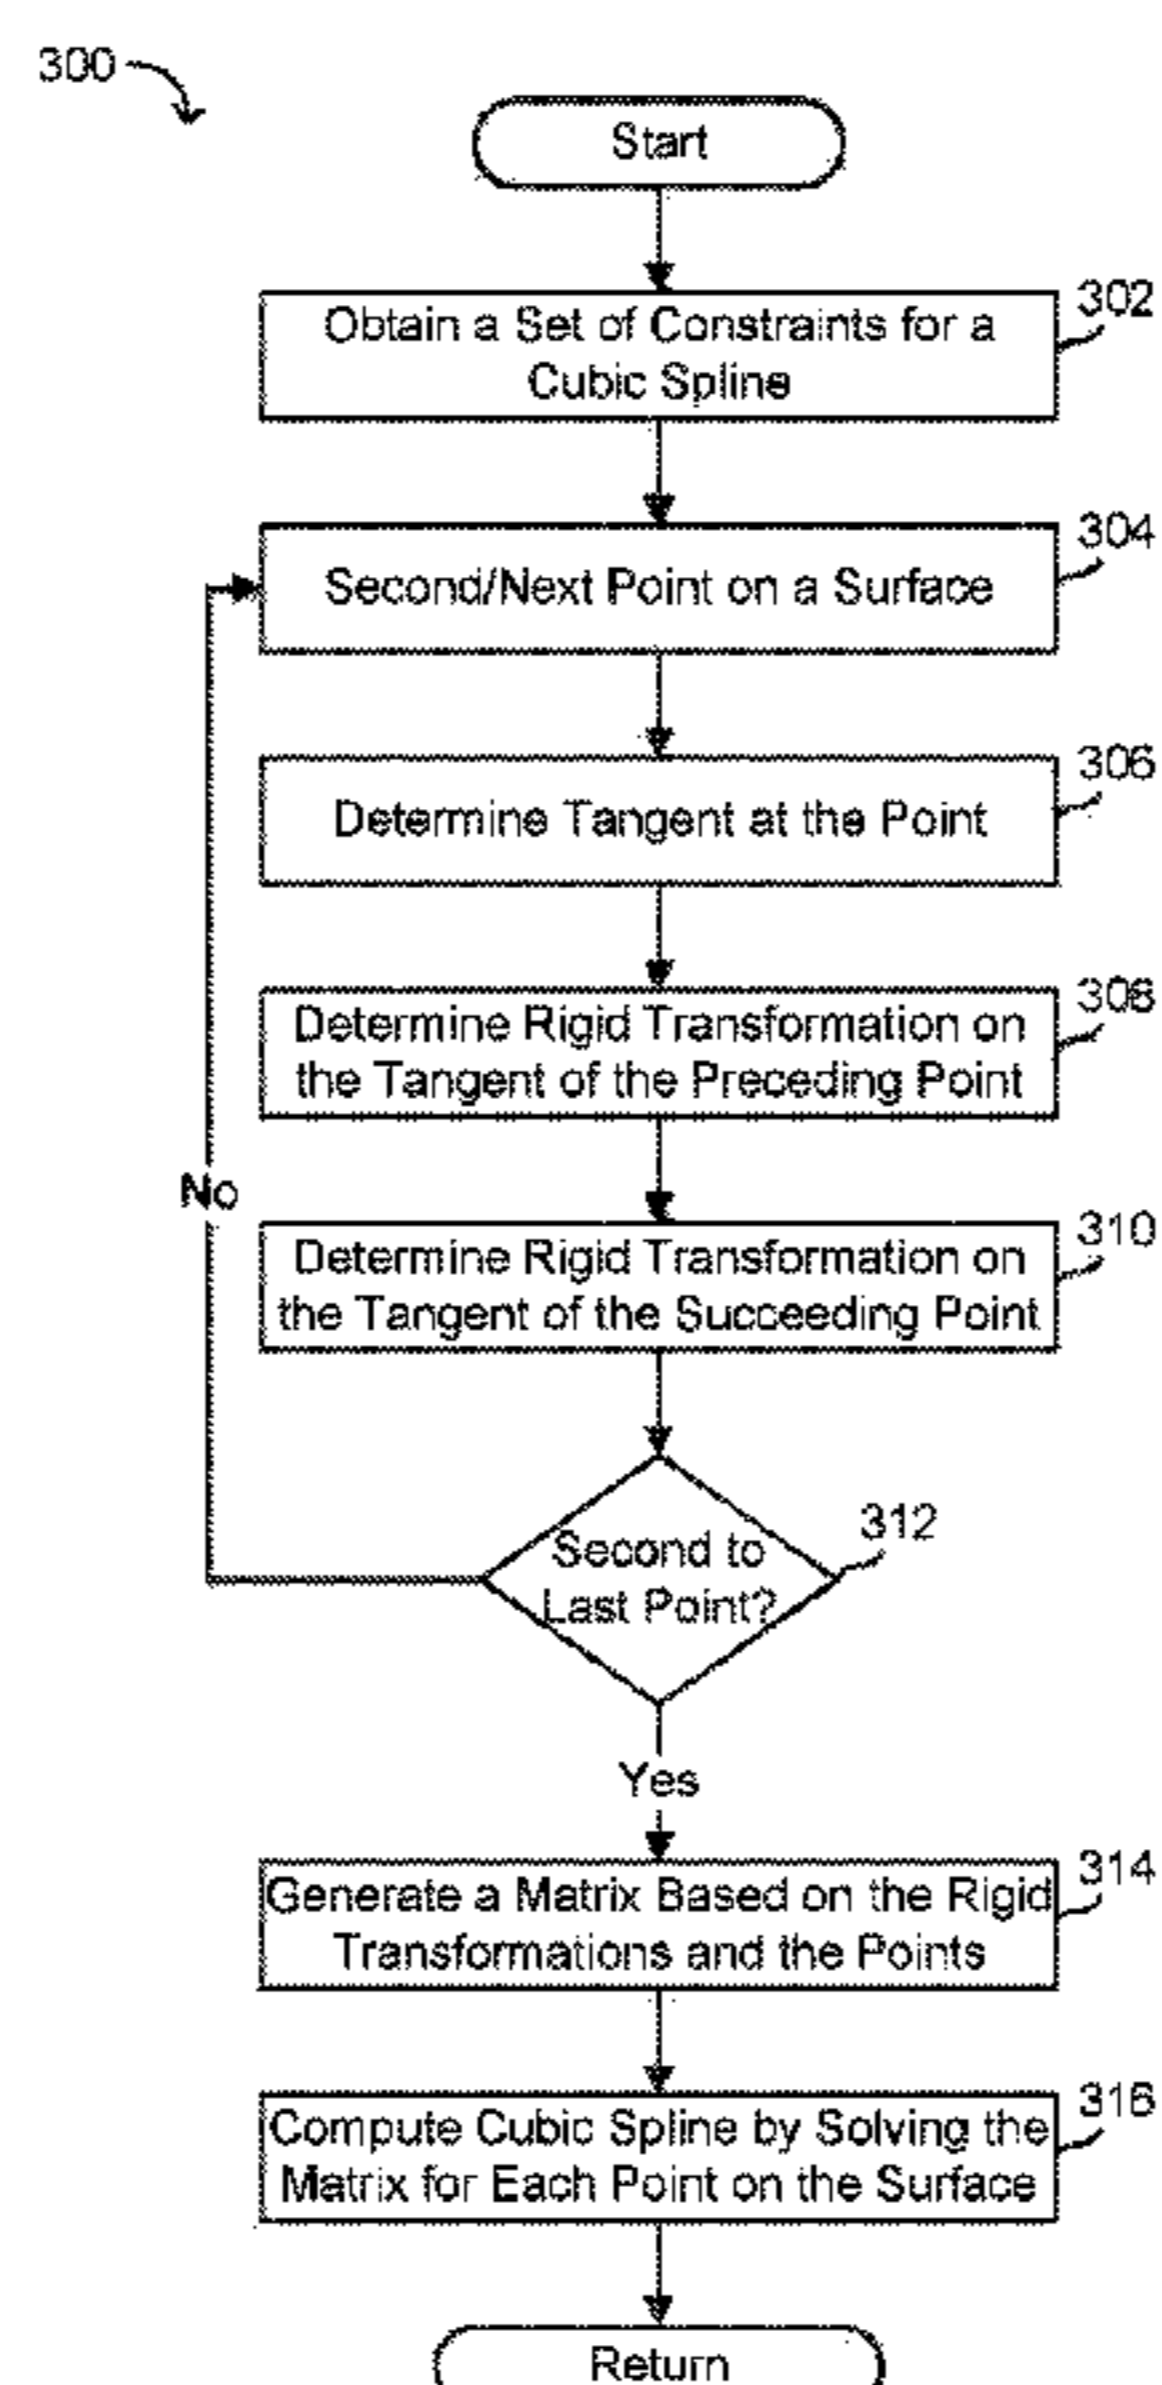 300
Start
302
Obtain a Set of Constraints for a
Cubic Spline
304
Second/Next Point on a Surface
306
Determine Tangent at the Point
308
Determine Rigid Transformation on
the Tangent of the Preceding Point
No
310
Determine Rigid Transformation on
the Tangent of the Succeeding Point
312
Second to
Last Point?
Yes
314
Generate a Matrix Based on the Rigid
Transformations and the Points
316
Compute Cubic Spline by Solving the
Matrix for Each Point on the Surface
Return